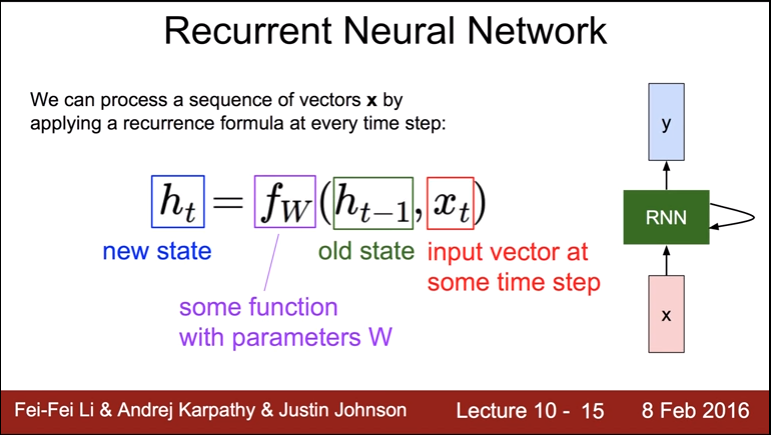 Recurrent Neural Network
We can process a sequence of vectors x by
applying a recurrence formula at every time step:
y
h_t = f_W(h_{t-1}, x_t)
RNN
new state
old state
input vector at
some time step
some function
with parameters W
x
Fei-Fei Li & Andrej Karpathy & Justin Johnson
Lecture 10 - 15
8 Feb 2016